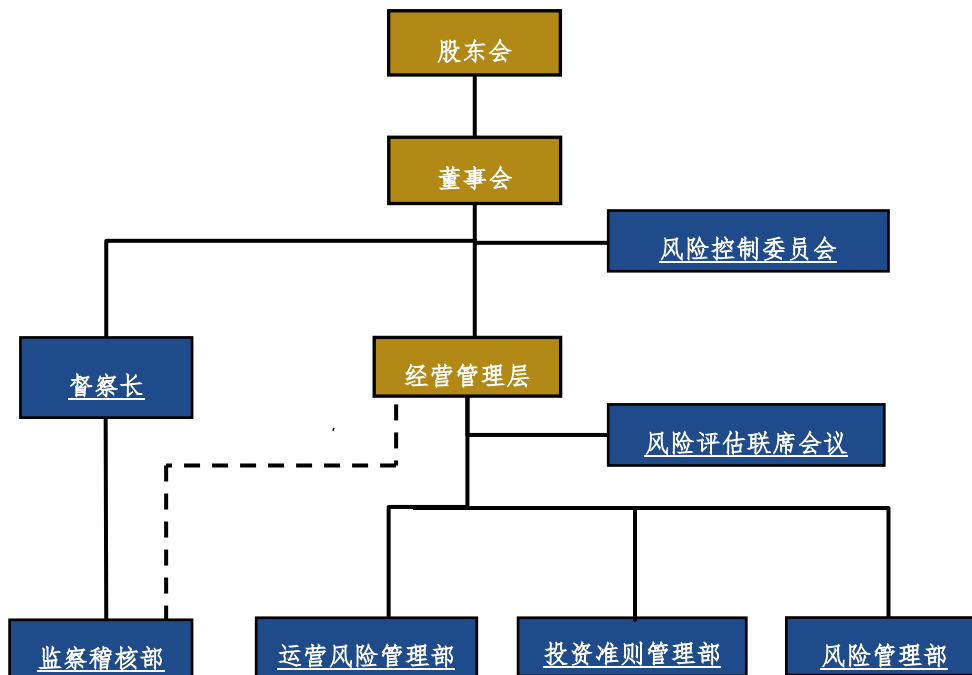 股东会
董事会
风险控制委员会
督察长
经营管理层
风险评估联席会议
监察稽核部
运营风险管理部
投资准则管理部
风险管理部